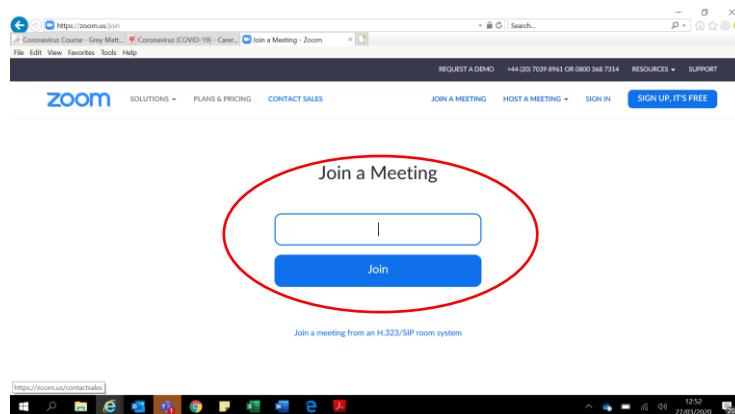 https://zoom.us/join
Search...
Coronavirus Course - Grey Matt...
Coronavirus (COVID-19) - Carer...
Join a Meeting - Zoom
File Edit View Favorites Tools Help
REQUEST A DEMO +44 (20) 7039 8961 OR 0800 368 7314 RESOURCES SUPPORT
zoom SOLUTIONS PLANS & PRICING CONTACT SALES JOIN A MEETING HOST A MEETING SIGN IN SIGN UP, IT'S FREE
Join a Meeting
Join
Join a meeting from an H.323/SIP room system
https://zoom.us/contactsales
12:52
27/03/2020